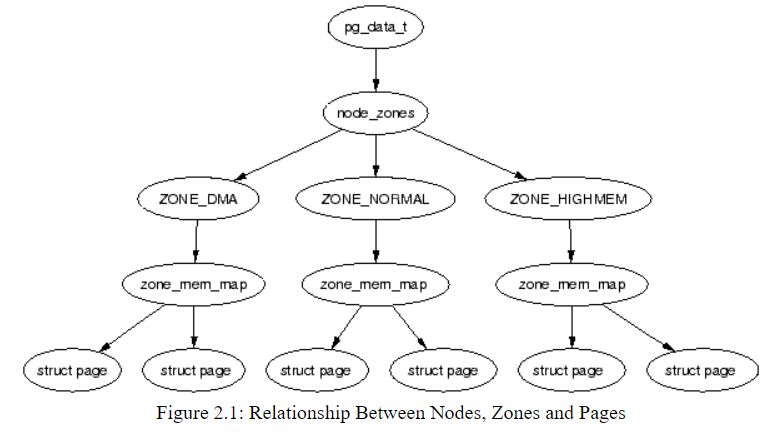 pg_data_t
node_zones
ZONE_DMA
ZONE_NORMAL
ZONE_HIGHMEM
zone_mem_map
zone_mem_map
zone_mem_map
struct page
struct page
struct page
struct page
struct page
struct page
Figure 2.1: Relationship Between Nodes, Zones and Pages